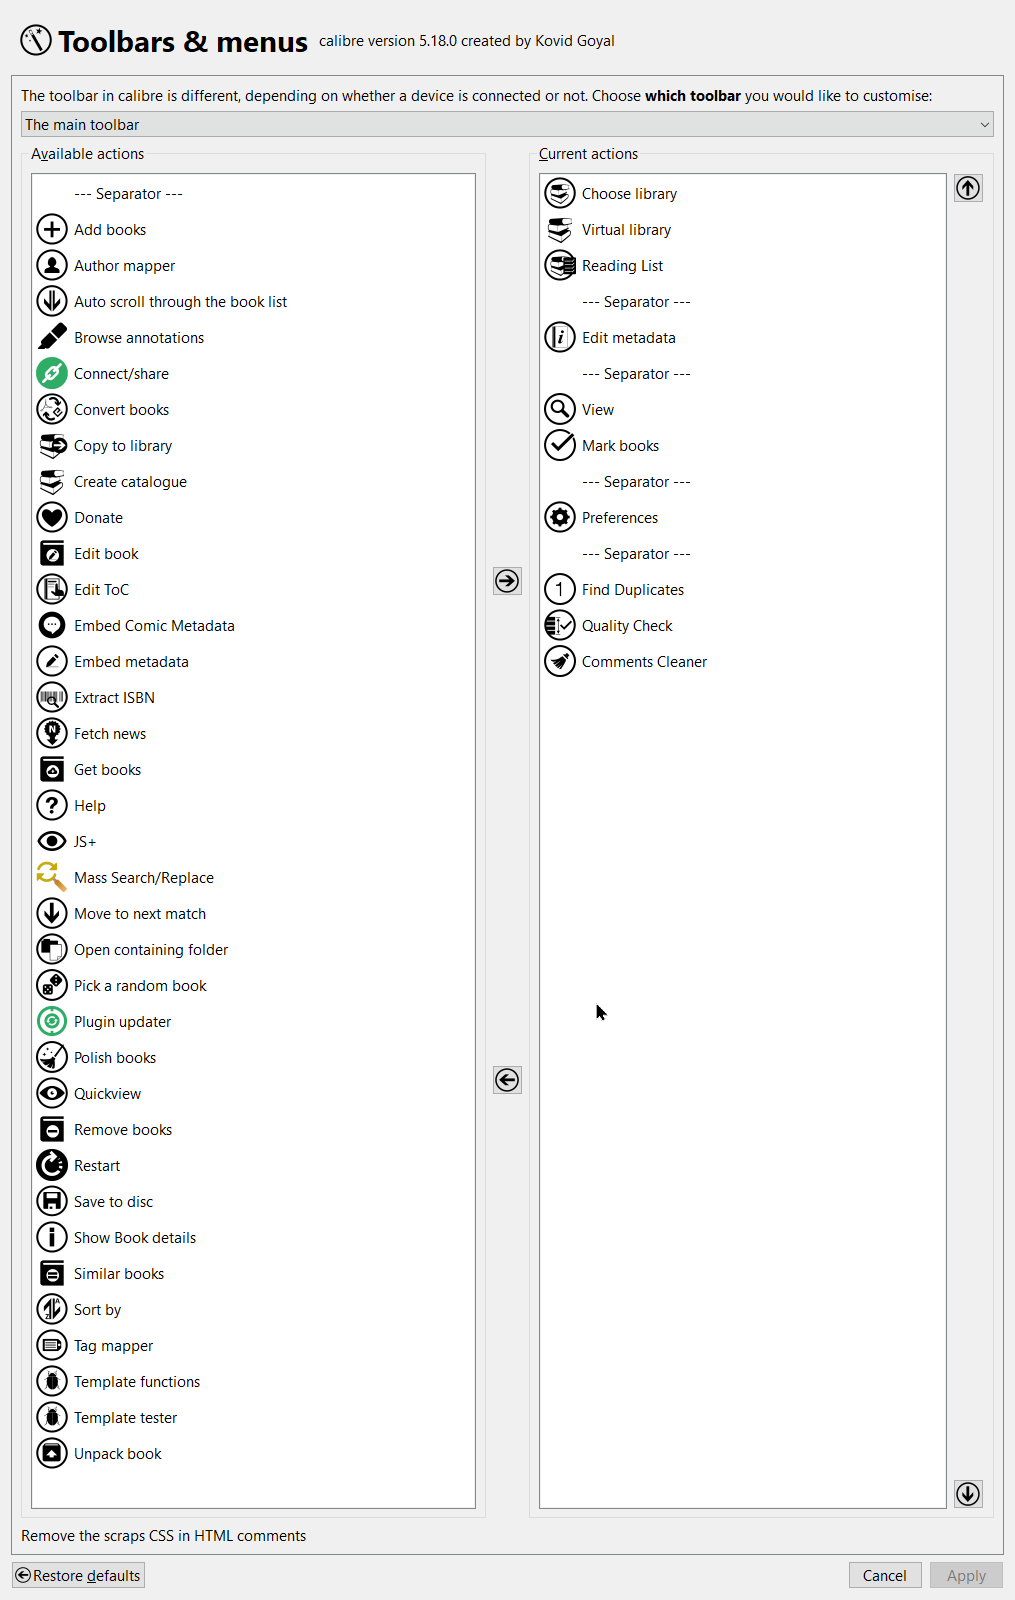 Toolbars & menus calibre version 5.18.0 created by Kovid Goyal
The toolbar in calibre is different, depending on whether a device is connected or not. Choose which toolbar you would like to customise:
The main toolbar
Available actions
--- Separator ---
Add books
Author mapper
Auto scroll through the book list
Browse annotations
Connect/share
Convert books
Copy to library
Create catalogue
Donate
Edit book
Edit ToC
Embed Comic Metadata
Embed metadata
Extract ISBN
Fetch news
Get books
Help
JS+
Mass Search/Replace
Move to next match
Open containing folder
Pick a random book
Plugin updater
Polish books
Quickview
Remove books
Restart
Save to disc
Show Book details
Similar books
Sort by
Tag mapper
Template functions
Template tester
Unpack book
Current actions
Choose library
Virtual library
Reading List
--- Separator ---
Edit metadata
--- Separator ---
View
Mark books
--- Separator ---
Preferences
--- Separator ---
1 Find Duplicates
Quality Check
Comments Cleaner
Remove the scraps CSS in HTML comments
Restore defaults
Cancel
Apply